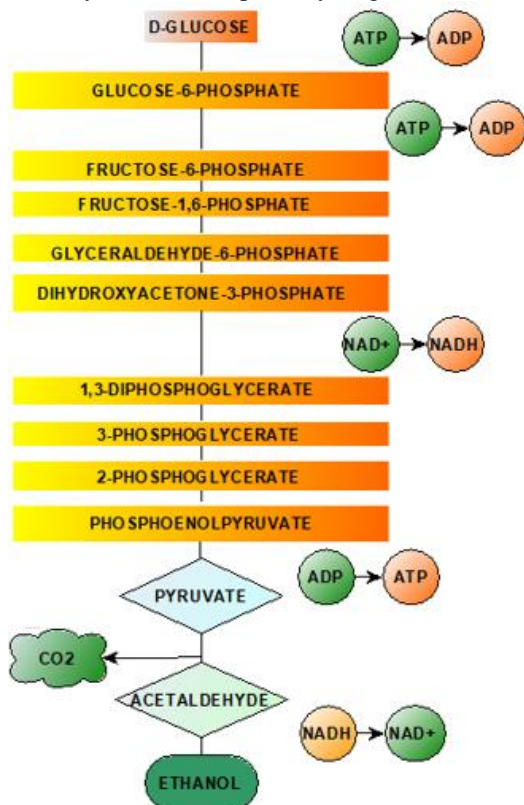 D-GLUCOSE
ATP
ADP
GLUCOSE-6-PHOSPHATE
ATP
ADP
FRUCTOSE-6-PHOSPHATE
FRUCTOSE-1,6-PHOSPHATE
GLYCERALDEHYDE-6-PHOSPHATE
DIHYDROXYACETONE-3-PHOSPHATE
NAD+
NADH
1,3-DIPHOSPHOGLYCERATE
3-PHOSPHOGLYCERATE
2-PHOSPHOGLYCERATE
PHOSPHOENOLPYRUVATE
ADP
ATP
PYRUVATE
CO2
ACETALDEHYDE
NADH
NAD+
ETHANOL